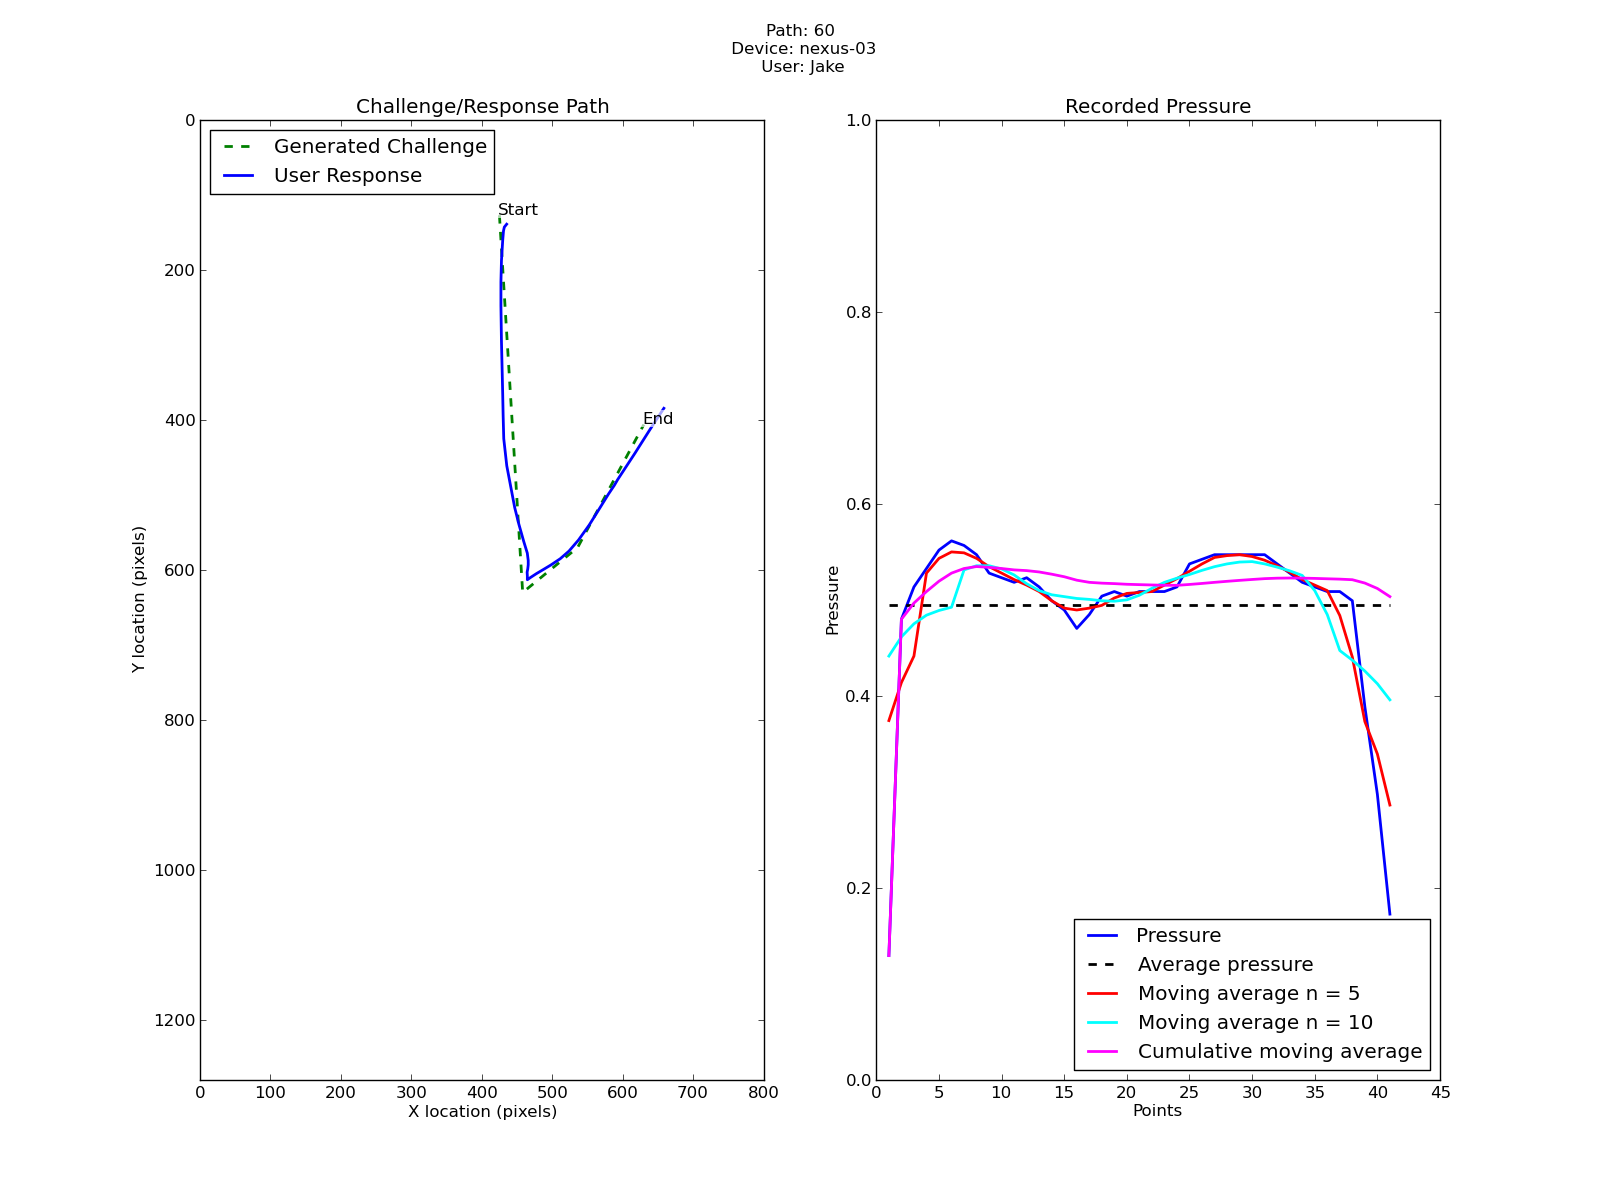 Path: 60
Device: nexus-03
User: Jake
Challenge/Response Path
0
200
400
600
800
1000
1200
Y location (pixels)
Generated Challenge
User Response
Start
End
0 100 200 300 400 500 600 700 800
X location (pixels)
Recorded Pressure
1.0
0.8
0.6
0.4
0.2
0.0
Pressure
Pressure
Average pressure
Moving average n = 5
Moving average n = 10
Cumulative moving average
0 5 10 15 20 25 30 35 40 45
Points